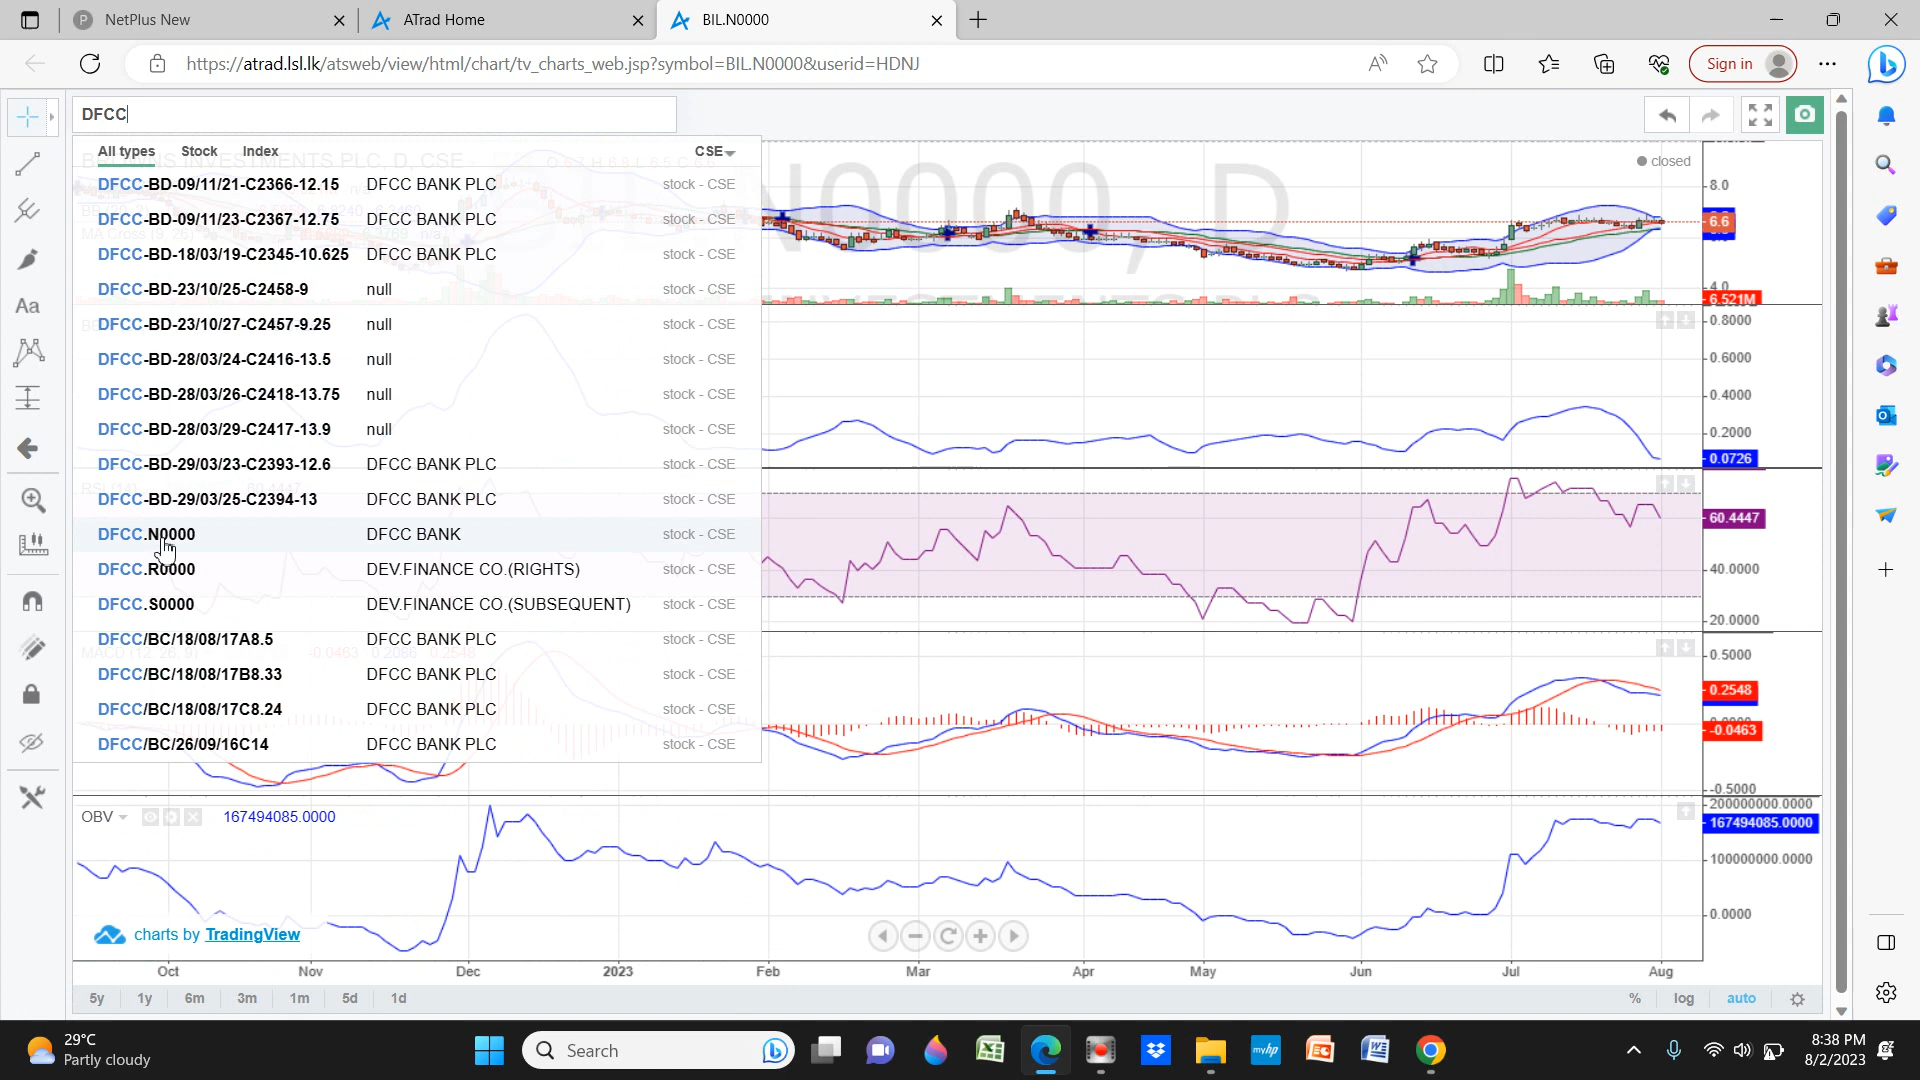 NetPlus New
ATrad Home
BIL.N0000
https://atrad.lsl.lk/atsweb/view/html/chart/tv_charts_web.jsp?symbol=BIL.N0000&userid=HDNJ
Sign in
DFCC
All types Stock Index CSE
DFCC-BD-09/11/21-C2366-12.15 DFCC BANK PLC stock - CSE
DFCC-BD-09/11/23-C2367-12.75 DFCC BANK PLC stock - CSE
DFCC-BD-18/03/19-C2345-10.625 DFCC BANK PLC stock - CSE
DFCC-BD-23/10/25-C2458-9 null stock - CSE
DFCC-BD-23/10/27-C2457-9.25 null stock - CSE
DFCC-BD-28/03/24-C2416-13.5 null stock - CSE
DFCC-BD-28/03/26-C2418-13.75 null stock - CSE
DFCC-BD-28/03/29-C2417-13.9 null stock - CSE
DFCC-BD-29/03/23-C2393-12.6 DFCC BANK PLC stock - CSE
DFCC-BD-29/03/25-C2394-13 DFCC BANK PLC stock - CSE
DFCC.N0000 DFCC BANK stock - CSE
DFCC.R0000 DEV.FINANCE CO.(RIGHTS) stock - CSE
DFCC.S0000 DEV.FINANCE CO.(SUBSEQUENT) stock - CSE
DFCC/BC/18/08/17A8.5 DFCC BANK PLC stock - CSE
DFCC/BC/18/08/17B8.33 DFCC BANK PLC stock - CSE
DFCC/BC/18/08/17C8.24 DFCC BANK PLC stock - CSE
DFCC/BC/26/09/16C14 DFCC BANK PLC stock - CSE
closed
N0000, D
8.0
6.6
4.0
6.521M
0.8000
0.6000
0.4000
0.2000
0.0726
60.4447
40.0000
20.0000
0.5000
0.2548
0.0000
-0.0463
-0.5000
OBV 167494085.0000
200000000.0000
167494085.0000
100000000.0000
0.0000
charts by TradingView
Oct Nov Dec 2023 Feb Mar Apr May Jun Jul Aug
5y 1y 6m 3m 1m 5d 1d % log auto
Aa
29°C
Partly cloudy
Search
myhp
8:38 PM
8/2/2023